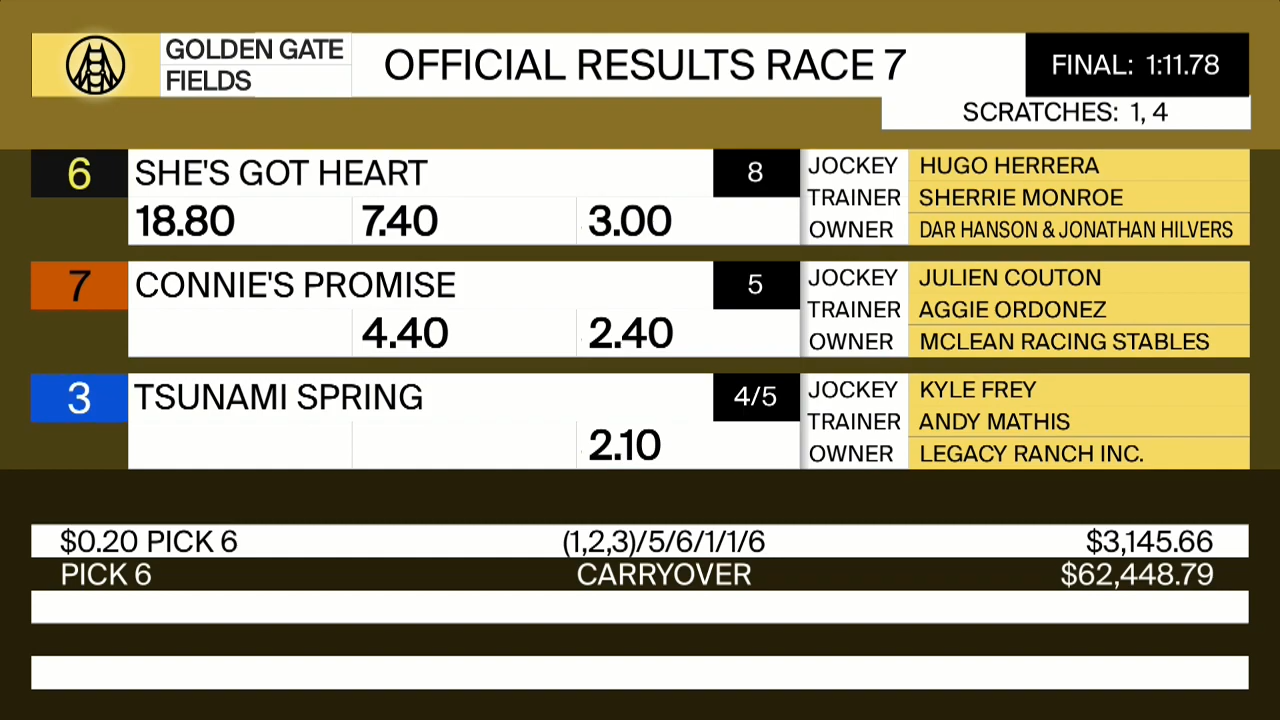 GOLDEN GATE
FIELDS
OFFICIAL RESULTS RACE 7
FINAL: 1:11.78
SCRATCHES: 1, 4
6 SHE'S GOT HEART 8
18.80 7.40 3.00
JOCKEY HUGO HERRERA
TRAINER SHERRIE MONROE
OWNER DAR HANSON & JONATHAN HILVERS
7 CONNIE'S PROMISE 5
4.40 2.40
JOCKEY JULIEN COUTON
TRAINER AGGIE ORDONEZ
OWNER MCLEAN RACING STABLES
3 TSUNAMI SPRING 4/5
2.10
JOCKEY KYLE FREY
TRAINER ANDY MATHIS
OWNER LEGACY RANCH INC.
$0.20 PICK 6 (1,2,3)/5/6/1/1/6 $3,145.66
PICK 6 CARRYOVER $62,448.79